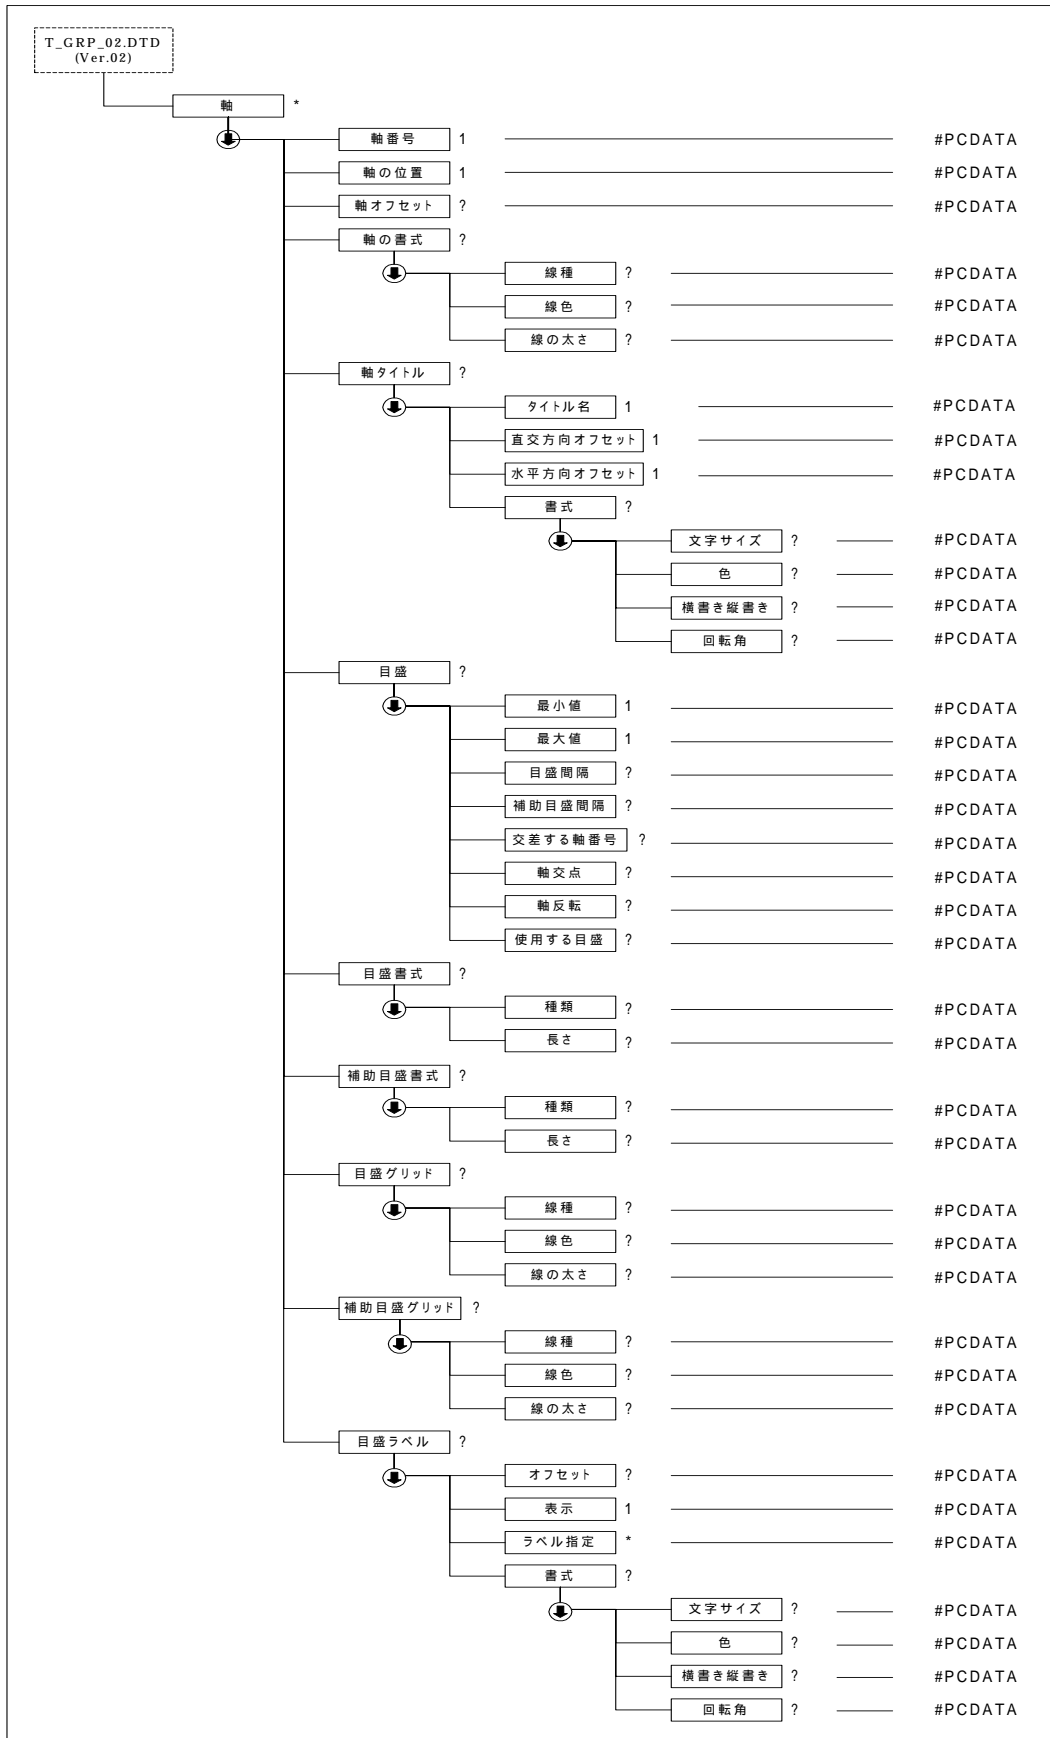 T_GRP_02.DTD
(Ver.02)
軸 *
軸番号 1 #PCDATA
軸の位置 1 #PCDATA
軸オフセット ? #PCDATA
軸の書式 ?
線種 ? #PCDATA
線色 ? #PCDATA
線の太さ ? #PCDATA
軸タイトル ?
タイトル名 1 #PCDATA
直交方向オフセット 1 #PCDATA
水平方向オフセット 1 #PCDATA
書式 ?
文字サイズ ? #PCDATA
色 ? #PCDATA
横書き縦書き ? #PCDATA
回転角 ? #PCDATA
目盛 ?
最小値 1 #PCDATA
最大値 1 #PCDATA
目盛間隔 ? #PCDATA
補助目盛間隔 ? #PCDATA
交差する軸番号 ? #PCDATA
軸交点 ? #PCDATA
軸反転 ? #PCDATA
使用する目盛 ? #PCDATA
目盛書式 ?
種類 ? #PCDATA
長さ ? #PCDATA
補助目盛書式 ?
種類 ? #PCDATA
長さ ? #PCDATA
目盛グリッド ?
線種 ? #PCDATA
線色 ? #PCDATA
線の太さ ? #PCDATA
補助目盛グリッド ?
線種 ? #PCDATA
線色 ? #PCDATA
線の太さ ? #PCDATA
目盛ラベル ?
オフセット ? #PCDATA
表示 1 #PCDATA
ラベル指定 * #PCDATA
書式 ?
文字サイズ ? #PCDATA
色 ? #PCDATA
横書き縦書き ? #PCDATA
回転角 ? #PCDATA